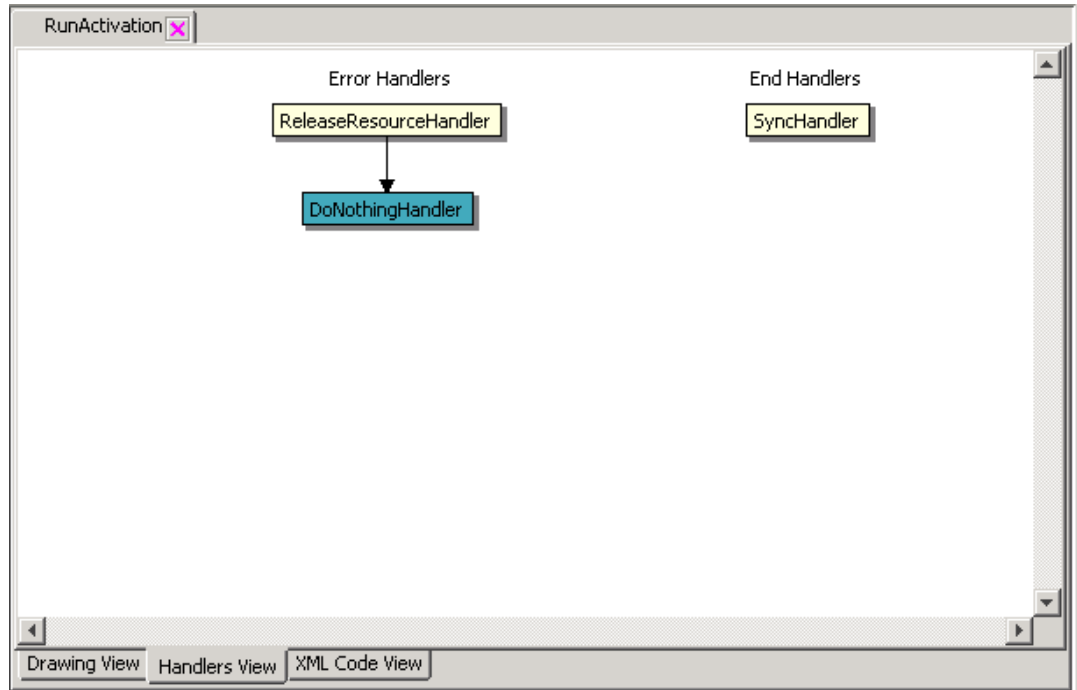 RunActivation
Error Handlers
End Handlers
ReleaseResourceHandler
SyncHandler
DoNothingHandler
Drawing View
Handlers View
XML Code View